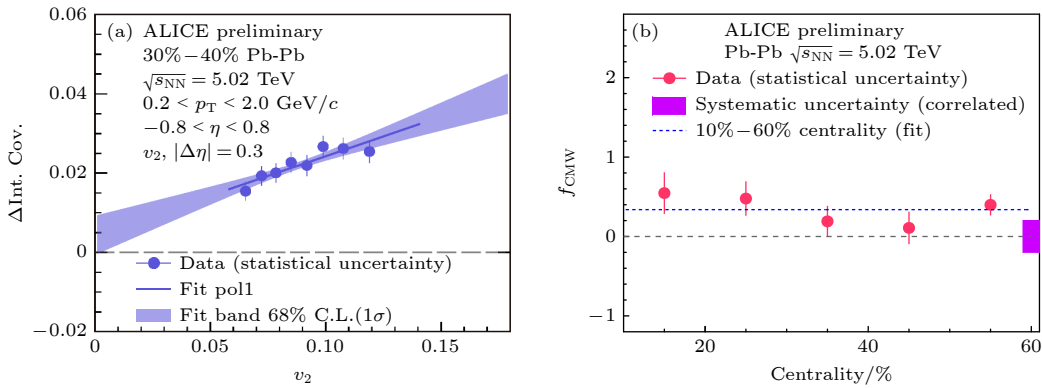 (a) ALICE preliminary
30%−40% Pb-Pb
√sNN = 5.02 TeV
0.2 < pT < 2.0 GeV/c
−0.8 < η < 0.8
v2, |Δη| = 0.3
Data (statistical uncertainty)
Fit pol1
Fit band 68% C.L.(1σ)
ΔInt. Cov.
0.06
0.04
0.02
0
−0.02
0
0.05
0.10
0.15
v2
(b) ALICE preliminary
Pb-Pb √sNN = 5.02 TeV
Data (statistical uncertainty)
Systematic uncertainty (correlated)
10%−60% centrality (fit)
fCMW
2
1
0
−1
20
40
60
Centrality/%